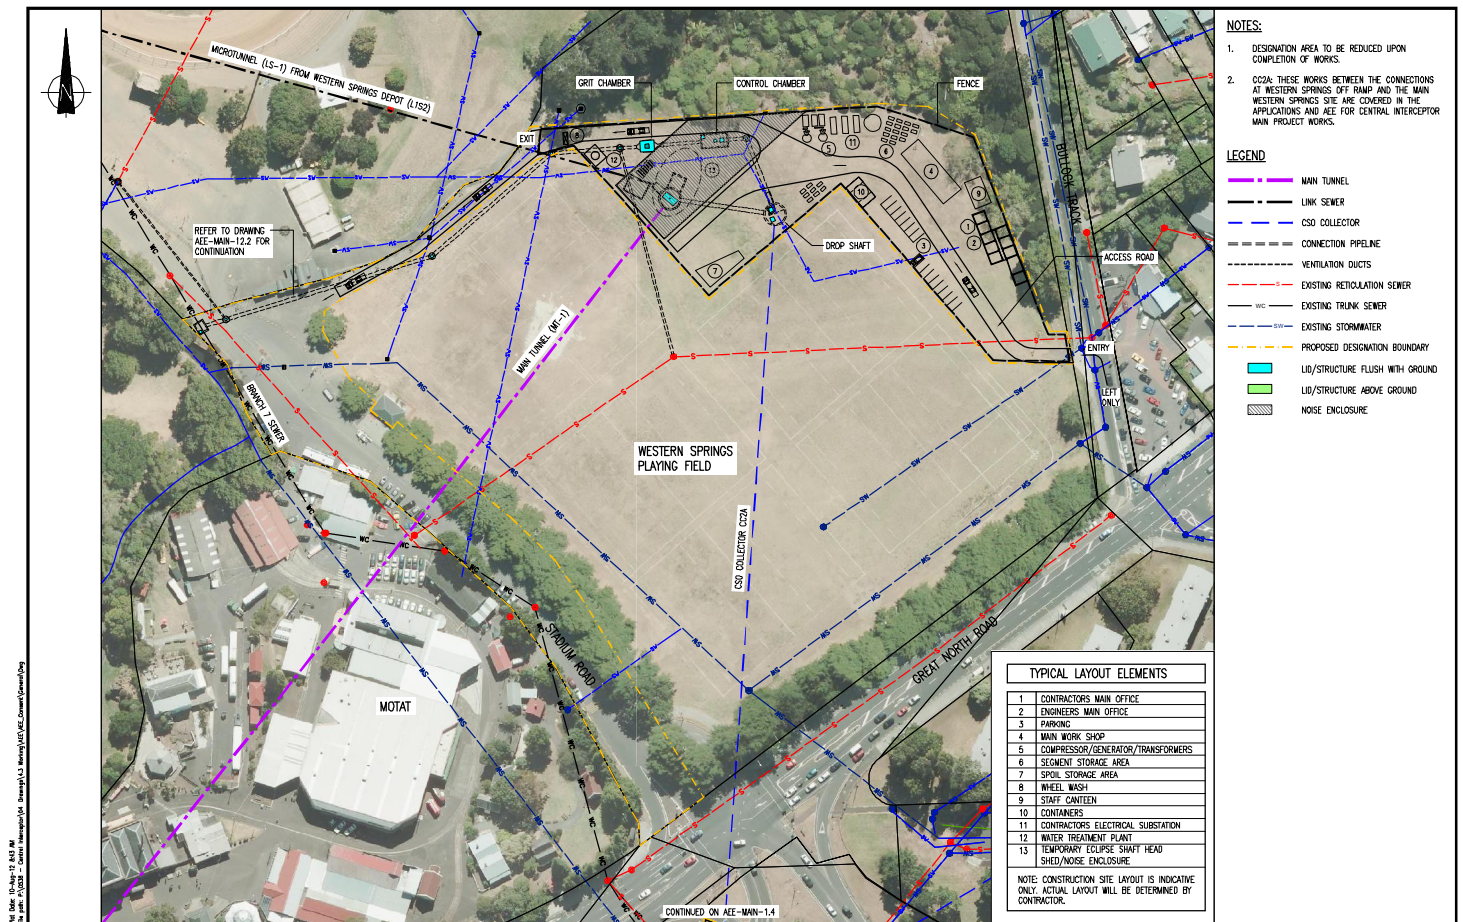 MICROTUNNEL (LS-1) FROM WESTERN SPRINGS DEPOT (L1S2)
GRIT CHAMBER
CONTROL CHAMBER
FENCE
EXIT
BULLOCK TRACK
REFER TO DRAWING
AEE-MAIN-12.2 FOR
CONTINUATION
DROP SHAFT
ACCESS ROAD
MAIN TUNNEL (MT-1)
ENTRY
LEFT
ONLY
BRANCH 7 SEWER
WESTERN SPRINGS
PLAYING FIELD
CSO COLLECTOR CC2A
STADIUM ROAD
GREAT NORTH ROAD
MOTAT
CONTINUED ON AEE-MAIN-1.4
NOTES:
1. DESIGNATION AREA TO BE REDUCED UPON
COMPLETION OF WORKS.
2. CC2A: THESE WORKS BETWEEN THE CONNECTIONS
AT WESTERN SPRINGS OFF RAMP AND THE MAIN
WESTERN SPRINGS SITE ARE COVERED IN THE
APPLICATIONS AND AEE FOR CENTRAL INTERCEPTOR
MAIN PROJECT WORKS.
LEGEND
MAIN TUNNEL
LINK SEWER
CSO COLLECTOR
CONNECTION PIPELINE
VENTILATION DUCTS
S EXISTING RETICULATION SEWER
WC EXISTING TRUNK SEWER
SW EXISTING STORMWATER
PROPOSED DESIGNATION BOUNDARY
LID/STRUCTURE FLUSH WITH GROUND
LID/STRUCTURE ABOVE GROUND
NOISE ENCLOSURE
TYPICAL LAYOUT ELEMENTS
1 CONTRACTORS MAIN OFFICE
2 ENGINEERS MAIN OFFICE
3 PARKING
4 MAIN WORK SHOP
5 COMPRESSOR/GENERATOR/TRANSFORMERS
6 SEGMENT STORAGE AREA
7 SPOIL STORAGE AREA
8 WHEEL WASH
9 STAFF CANTEEN
10 CONTAINERS
11 CONTRACTORS ELECTRICAL SUBSTATION
12 WATER TREATMENT PLANT
13 TEMPORARY ECLIPSE SHAFT HEAD
SHED/NOISE ENCLOSURE
NOTE: CONSTRUCTION SITE LAYOUT IS INDICATIVE
ONLY. ACTUAL LAYOUT WILL BE DETERMINED BY
CONTRACTOR.